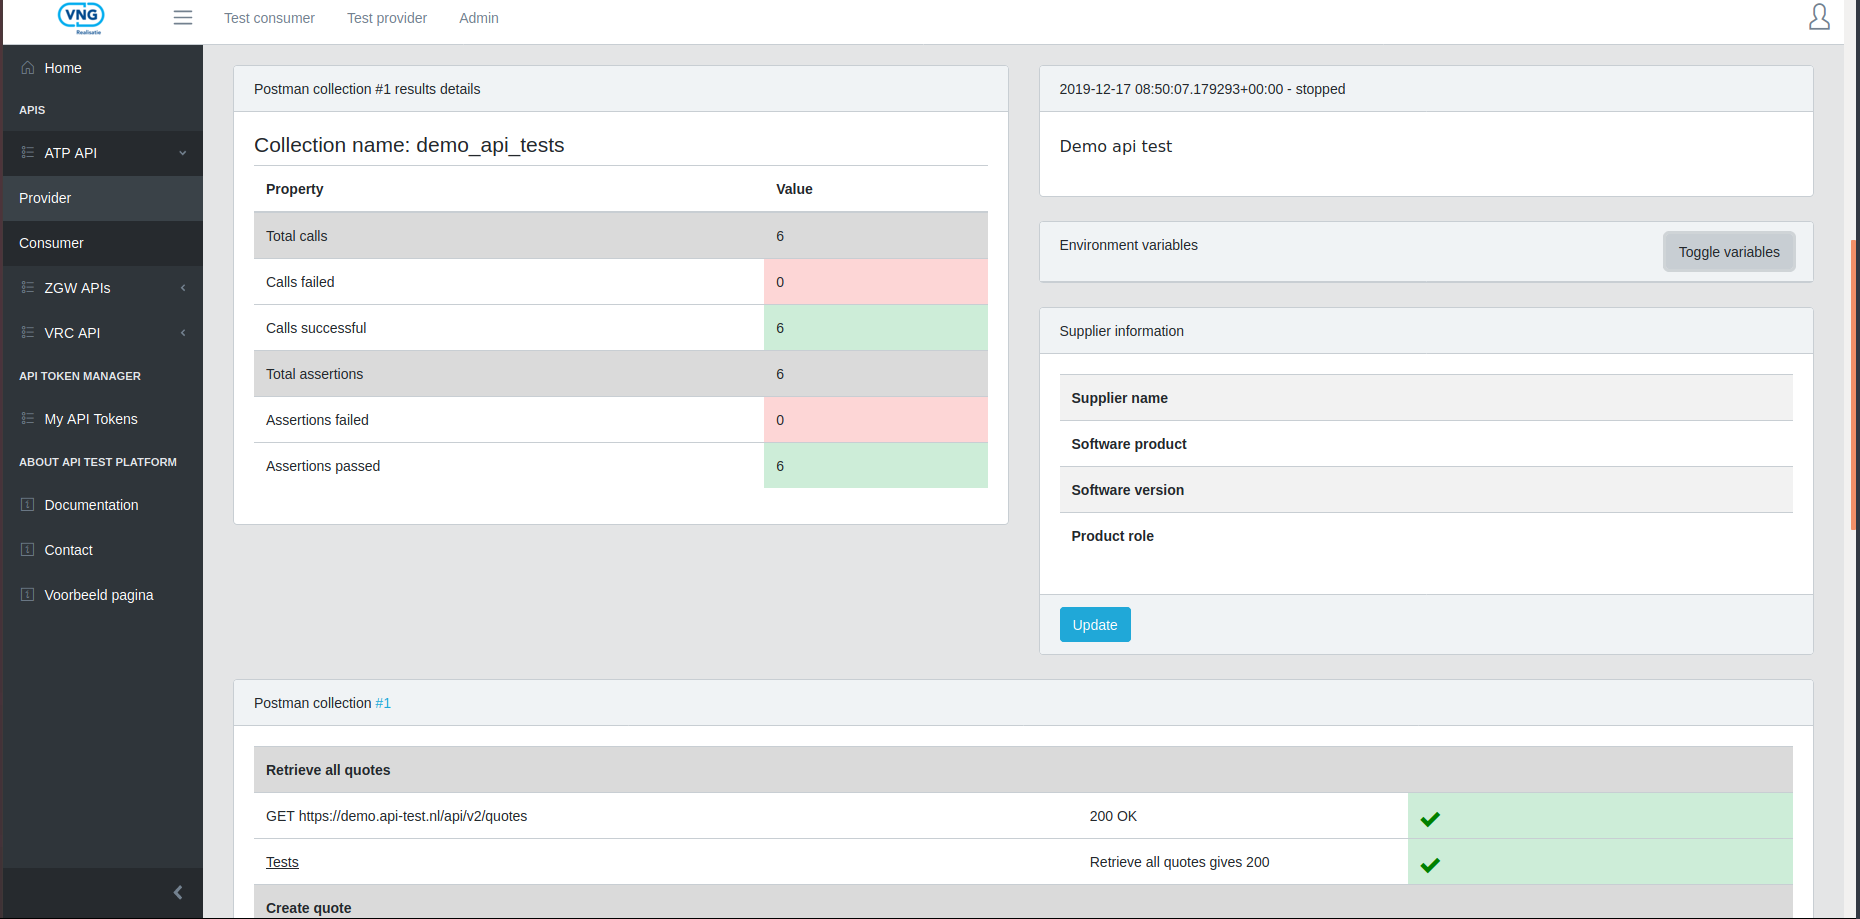 VNG
Realisatie
Test consumer
Test provider
Admin
Home
APIS
ATP API
Provider
Consumer
ZGW APIs
VRC API
API TOKEN MANAGER
My API Tokens
ABOUT API TEST PLATFORM
Documentation
Contact
Voorbeeld pagina
Postman collection #1 results details
Collection name: demo_api_tests
Property Value
Total calls 6
Calls failed 0
Calls successful 6
Total assertions 6
Assertions failed 0
Assertions passed 6
2019-12-17 08:50:07.179293+00:00 - stopped
Demo api test
Environment variables
Toggle variables
Supplier information
Supplier name
Software product
Software version
Product role
Update
Postman collection #1
Retrieve all quotes
GET https://demo.api-test.nl/api/v2/quotes 200 OK
Tests Retrieve all quotes gives 200
Create quote